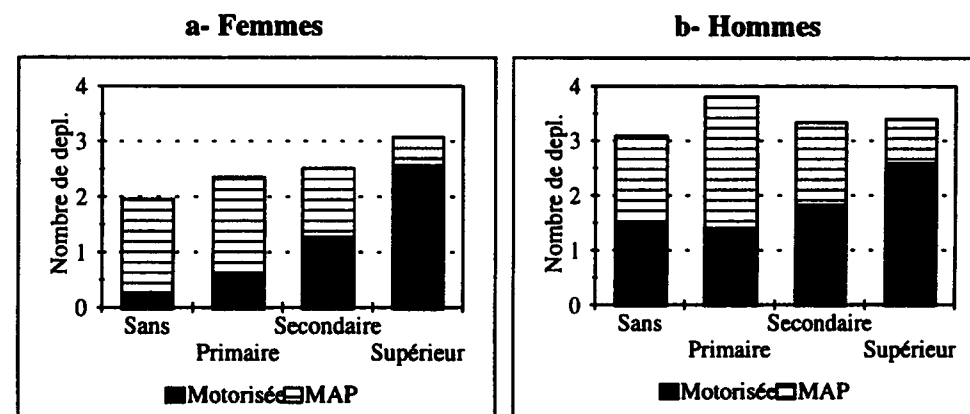 a- Femmes
Nombre de depl.
4
3
2
1
0
Sans
Primaire
Secondaire
Supérieur
Motorisée MAP
b- Hommes
Nombre de depl.
4
3
2
1
0
Sans
Primaire
Secondaire
Supérieur
Motorisée MAP